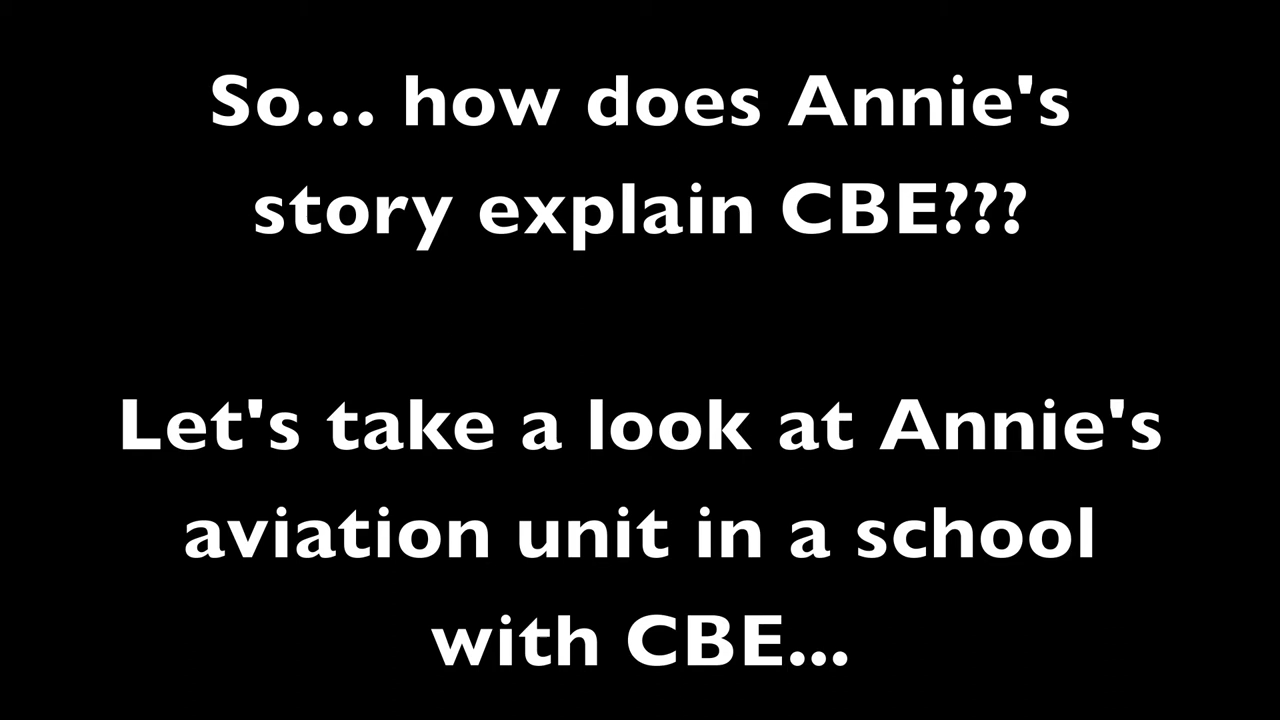 So... how does Annie's
story explain CBE???
Let's take a look at Annie's
aviation unit in a school
with CBE...